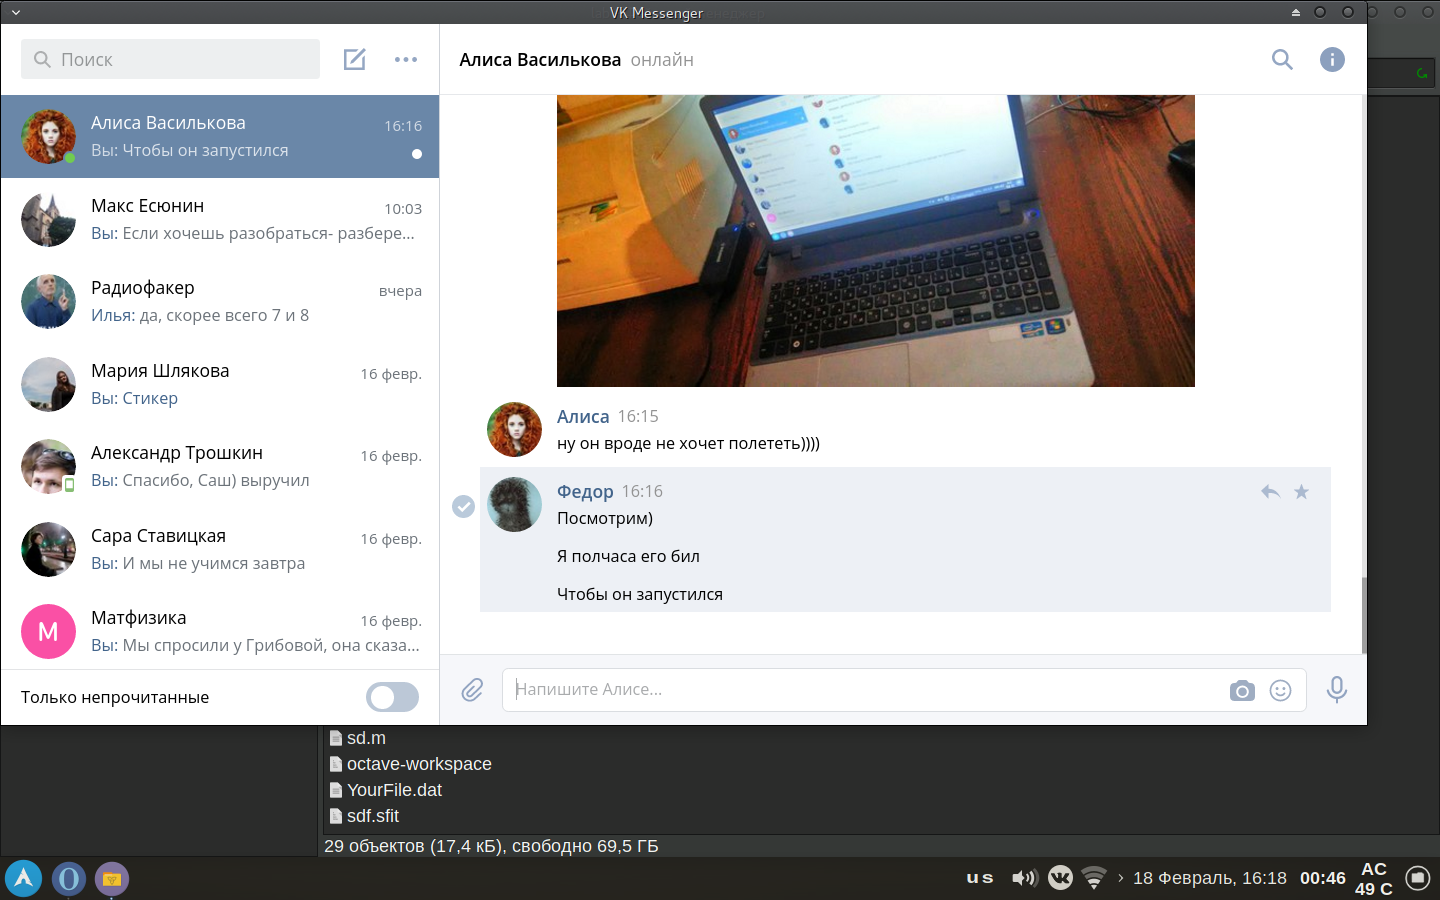 VK Messenger
Поиск
Алиса Василькова
16:16
Вы: Чтобы он запустился
Макс Есюнин
10:03
Вы: Если хочешь разобраться- разбере...
Радиофакер
вчера
Илья: да, скорее всего 7 и 8
Мария Шлякова
16 февр.
Вы: Стикер
Александр Трошкин
16 февр.
Вы: Спасибо, Саш) выручил
Сара Ставицкая
16 февр.
Вы: И мы не учимся завтра
М
Матфизика
16 февр.
Вы: Мы спросили у Грибовой, она сказа...
Только непрочитанные
Алиса Василькова онлайн
Алиса 16:15
ну он вроде не хочет полететь))))
Федор 16:16
Посмотрим)
Я полчаса его бил
Чтобы он запустился
Напишите Алисе...
sd.m
octave-workspace
YourFile.dat
sdf.sfit
29 объектов (17,4 кБ), свободно 69,5 ГБ
us
18 Февраль, 16:18
00:46
AC
49 C